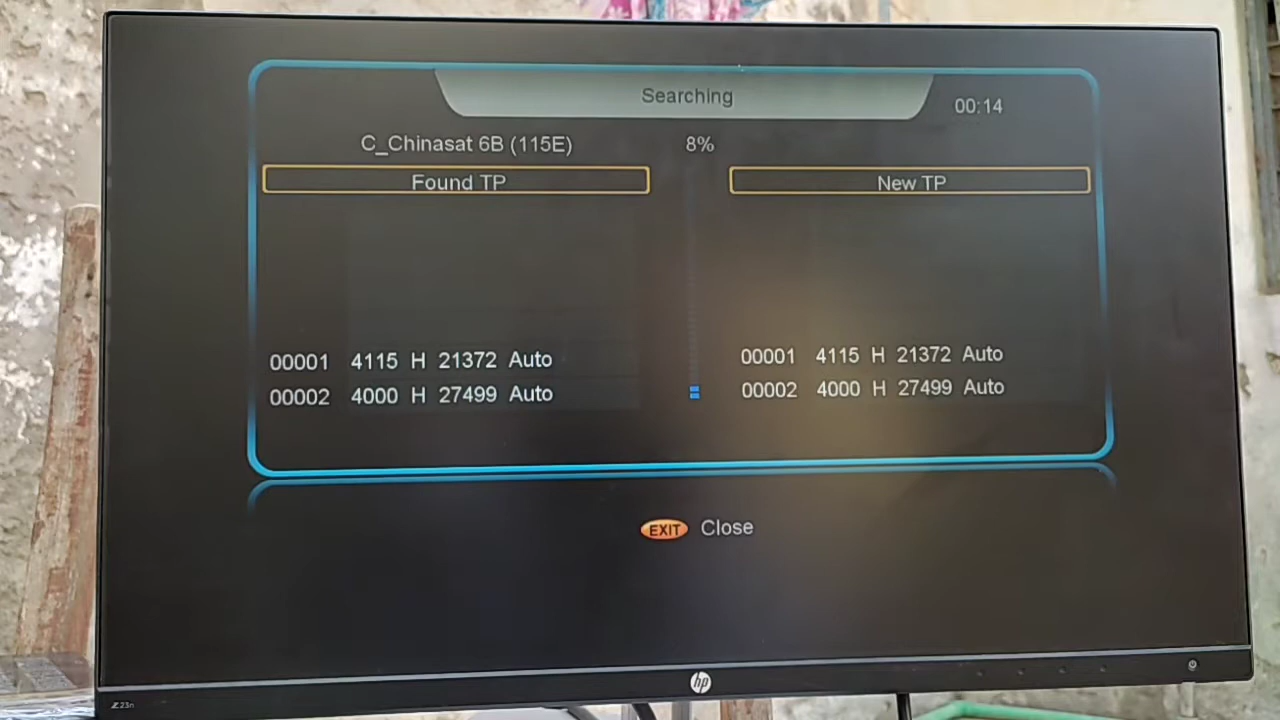 Searching
00:14
C_Chinasat 6B (115E)
8%
Found TP
New TP
00001 4115 H 21372 Auto
00002 4000 H 27499 Auto
00001 4115 H 21372 Auto
00002 4000 H 27499 Auto
EXIT Close
hp
Z23n